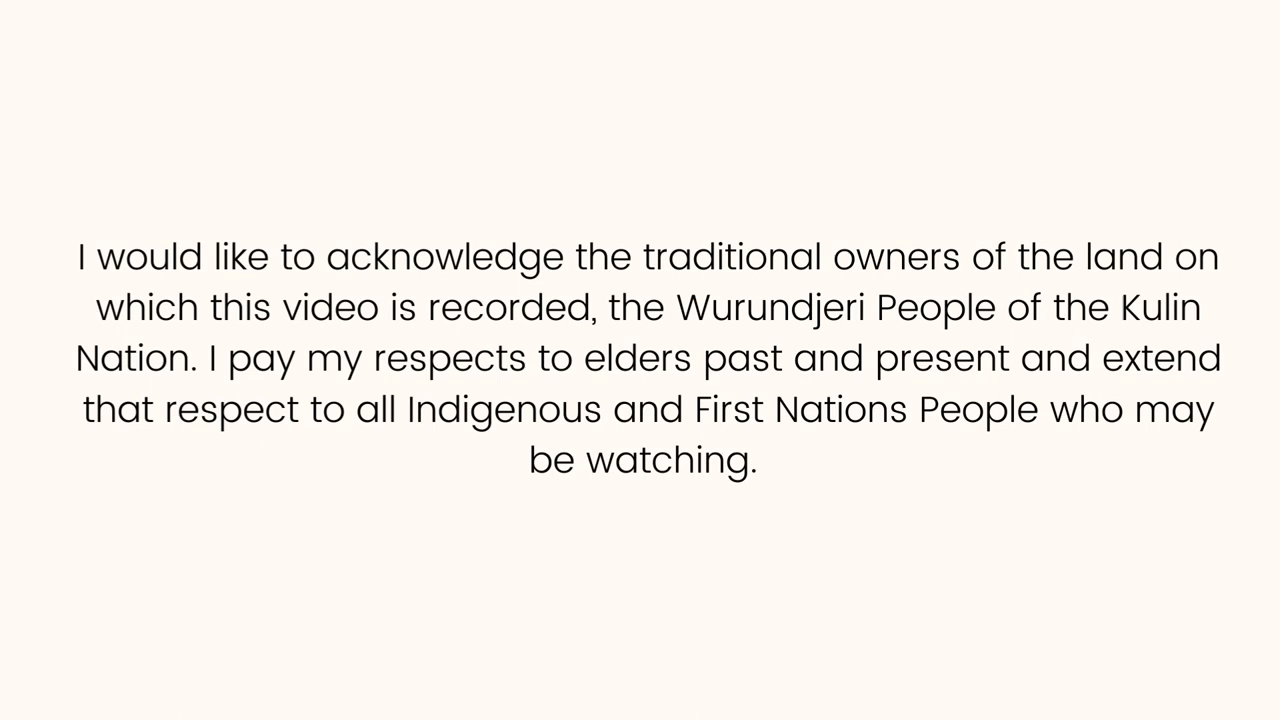 I would like to acknowledge the traditional owners of the land on
which this video is recorded, the Wurundjeri People of the Kulin
Nation. I pay my respects to elders past and present and extend
that respect to all Indigenous and First Nations People who may
be watching.